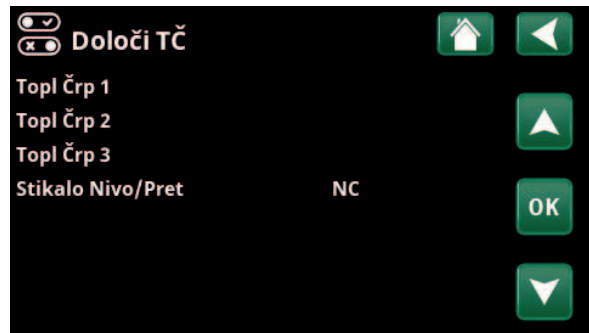 Določi TČ
Topl Črp 1
Topl Črp 2
Topl Črp 3
Stikalo Nivo/Pret NC
OK